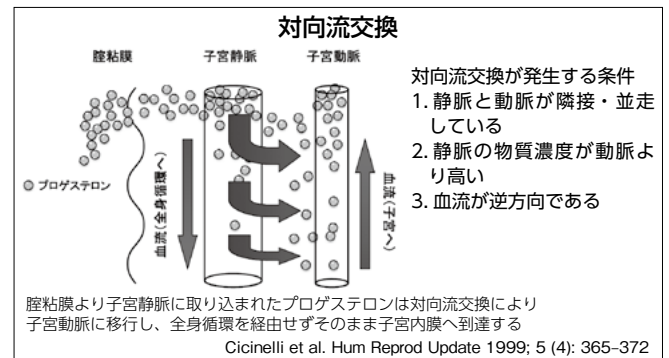 対向流交換
腟粘膜
子宮静脈
子宮動脈
プロゲステロン
血流(全身循環へ)
血流(子宮へ)
対向流交換が発生する条件
1. 静脈と動脈が隣接・並走
している
2. 静脈の物質濃度が動脈よ
り高い
3. 血流が逆方向である
腟粘膜より子宮静脈に取り込まれたプロゲステロンは対向流交換により
子宮動脈に移行し、全身循環を経由せずそのまま子宮内膜へ到達する
Cicinelli et al. Hum Reprod Update 1999; 5 (4): 365–372